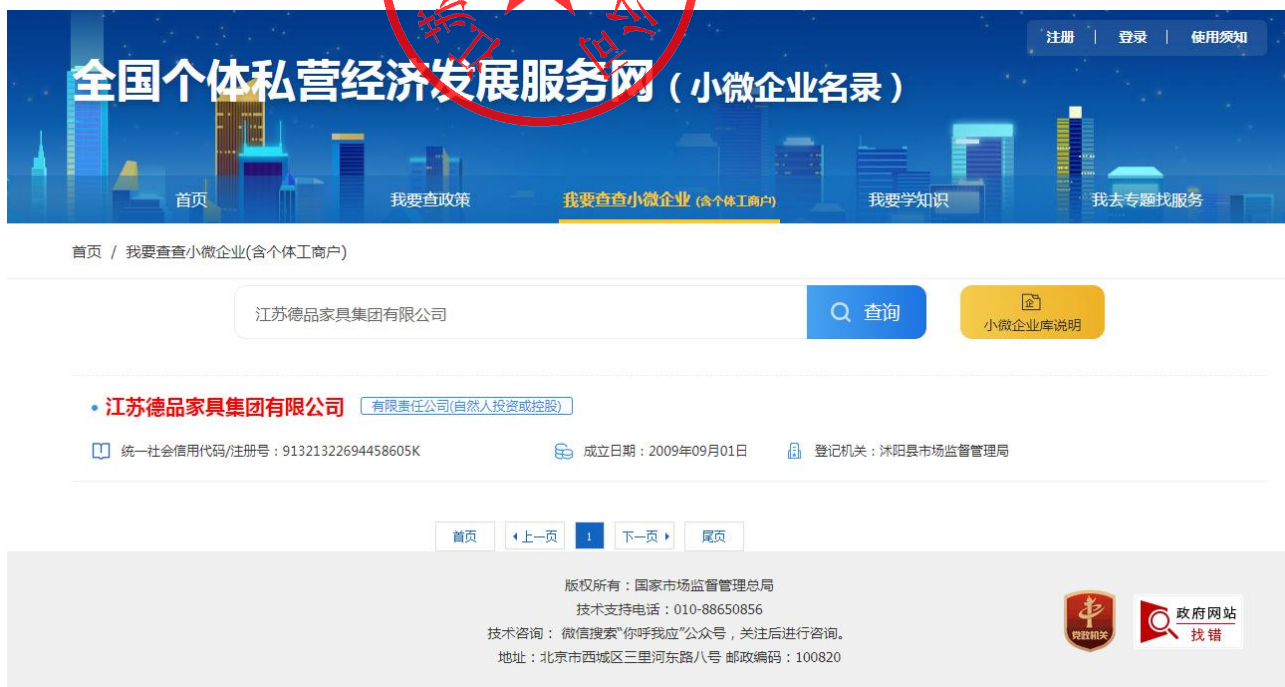 注册 | 登录 | 使用须知
全国个体私营经济发展服务网（小微企业名录）
首页 我要查政策 我要查查小微企业 (含个体工商户) 我要学知识 我去专题找服务
首页 / 我要查查小微企业(含个体工商户)
江苏德品家具集团有限公司 查询
小微企业库说明
江苏德品家具集团有限公司 有限责任公司(自然人投资或控股)
统一社会信用代码/注册号：91321322694458605K 成立日期：2009年09月01日 登记机关：沭阳县市场监督管理局
首页 上一页 1 下一页 尾页
版权所有：国家市场监督管理总局
技术支持电话：010-88650856
技术咨询： 微信搜索“你呼我应”公众号，关注后进行咨询。
地址：北京市西城区三里河东路八号 邮政编码：100820
党政机关
政府网站
找错